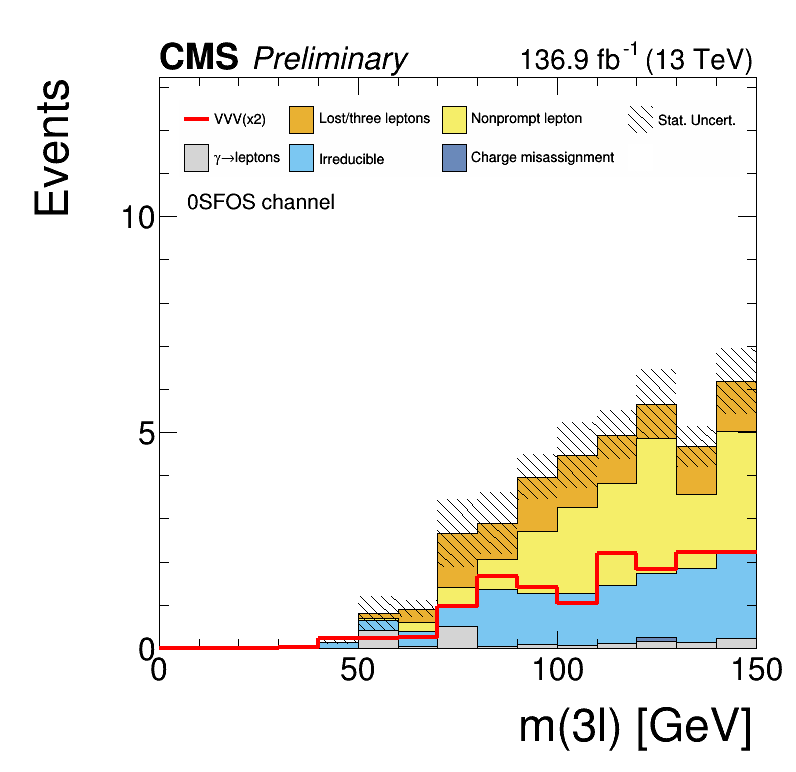 CMS Preliminary 136.9 fb⁻¹ (13 TeV)
Events
VVV(x2) Lost/three leptons Nonprompt lepton Stat. Uncert.
γ→leptons Irreducible Charge misassignment
0SFOS channel
10
5
0
0 50 100 150
m(3l) [GeV]